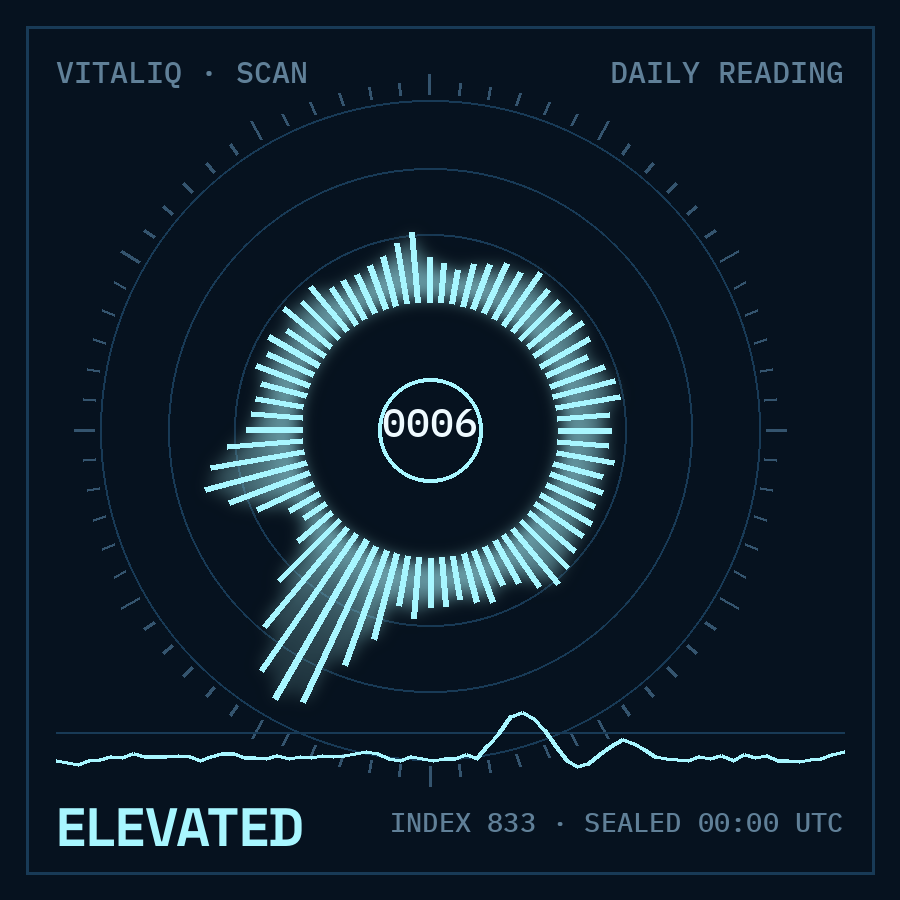 VITALIQ · SCAN
DAILY READING
0006
ELEVATED
INDEX 833 · SEALED 00:00 UTC